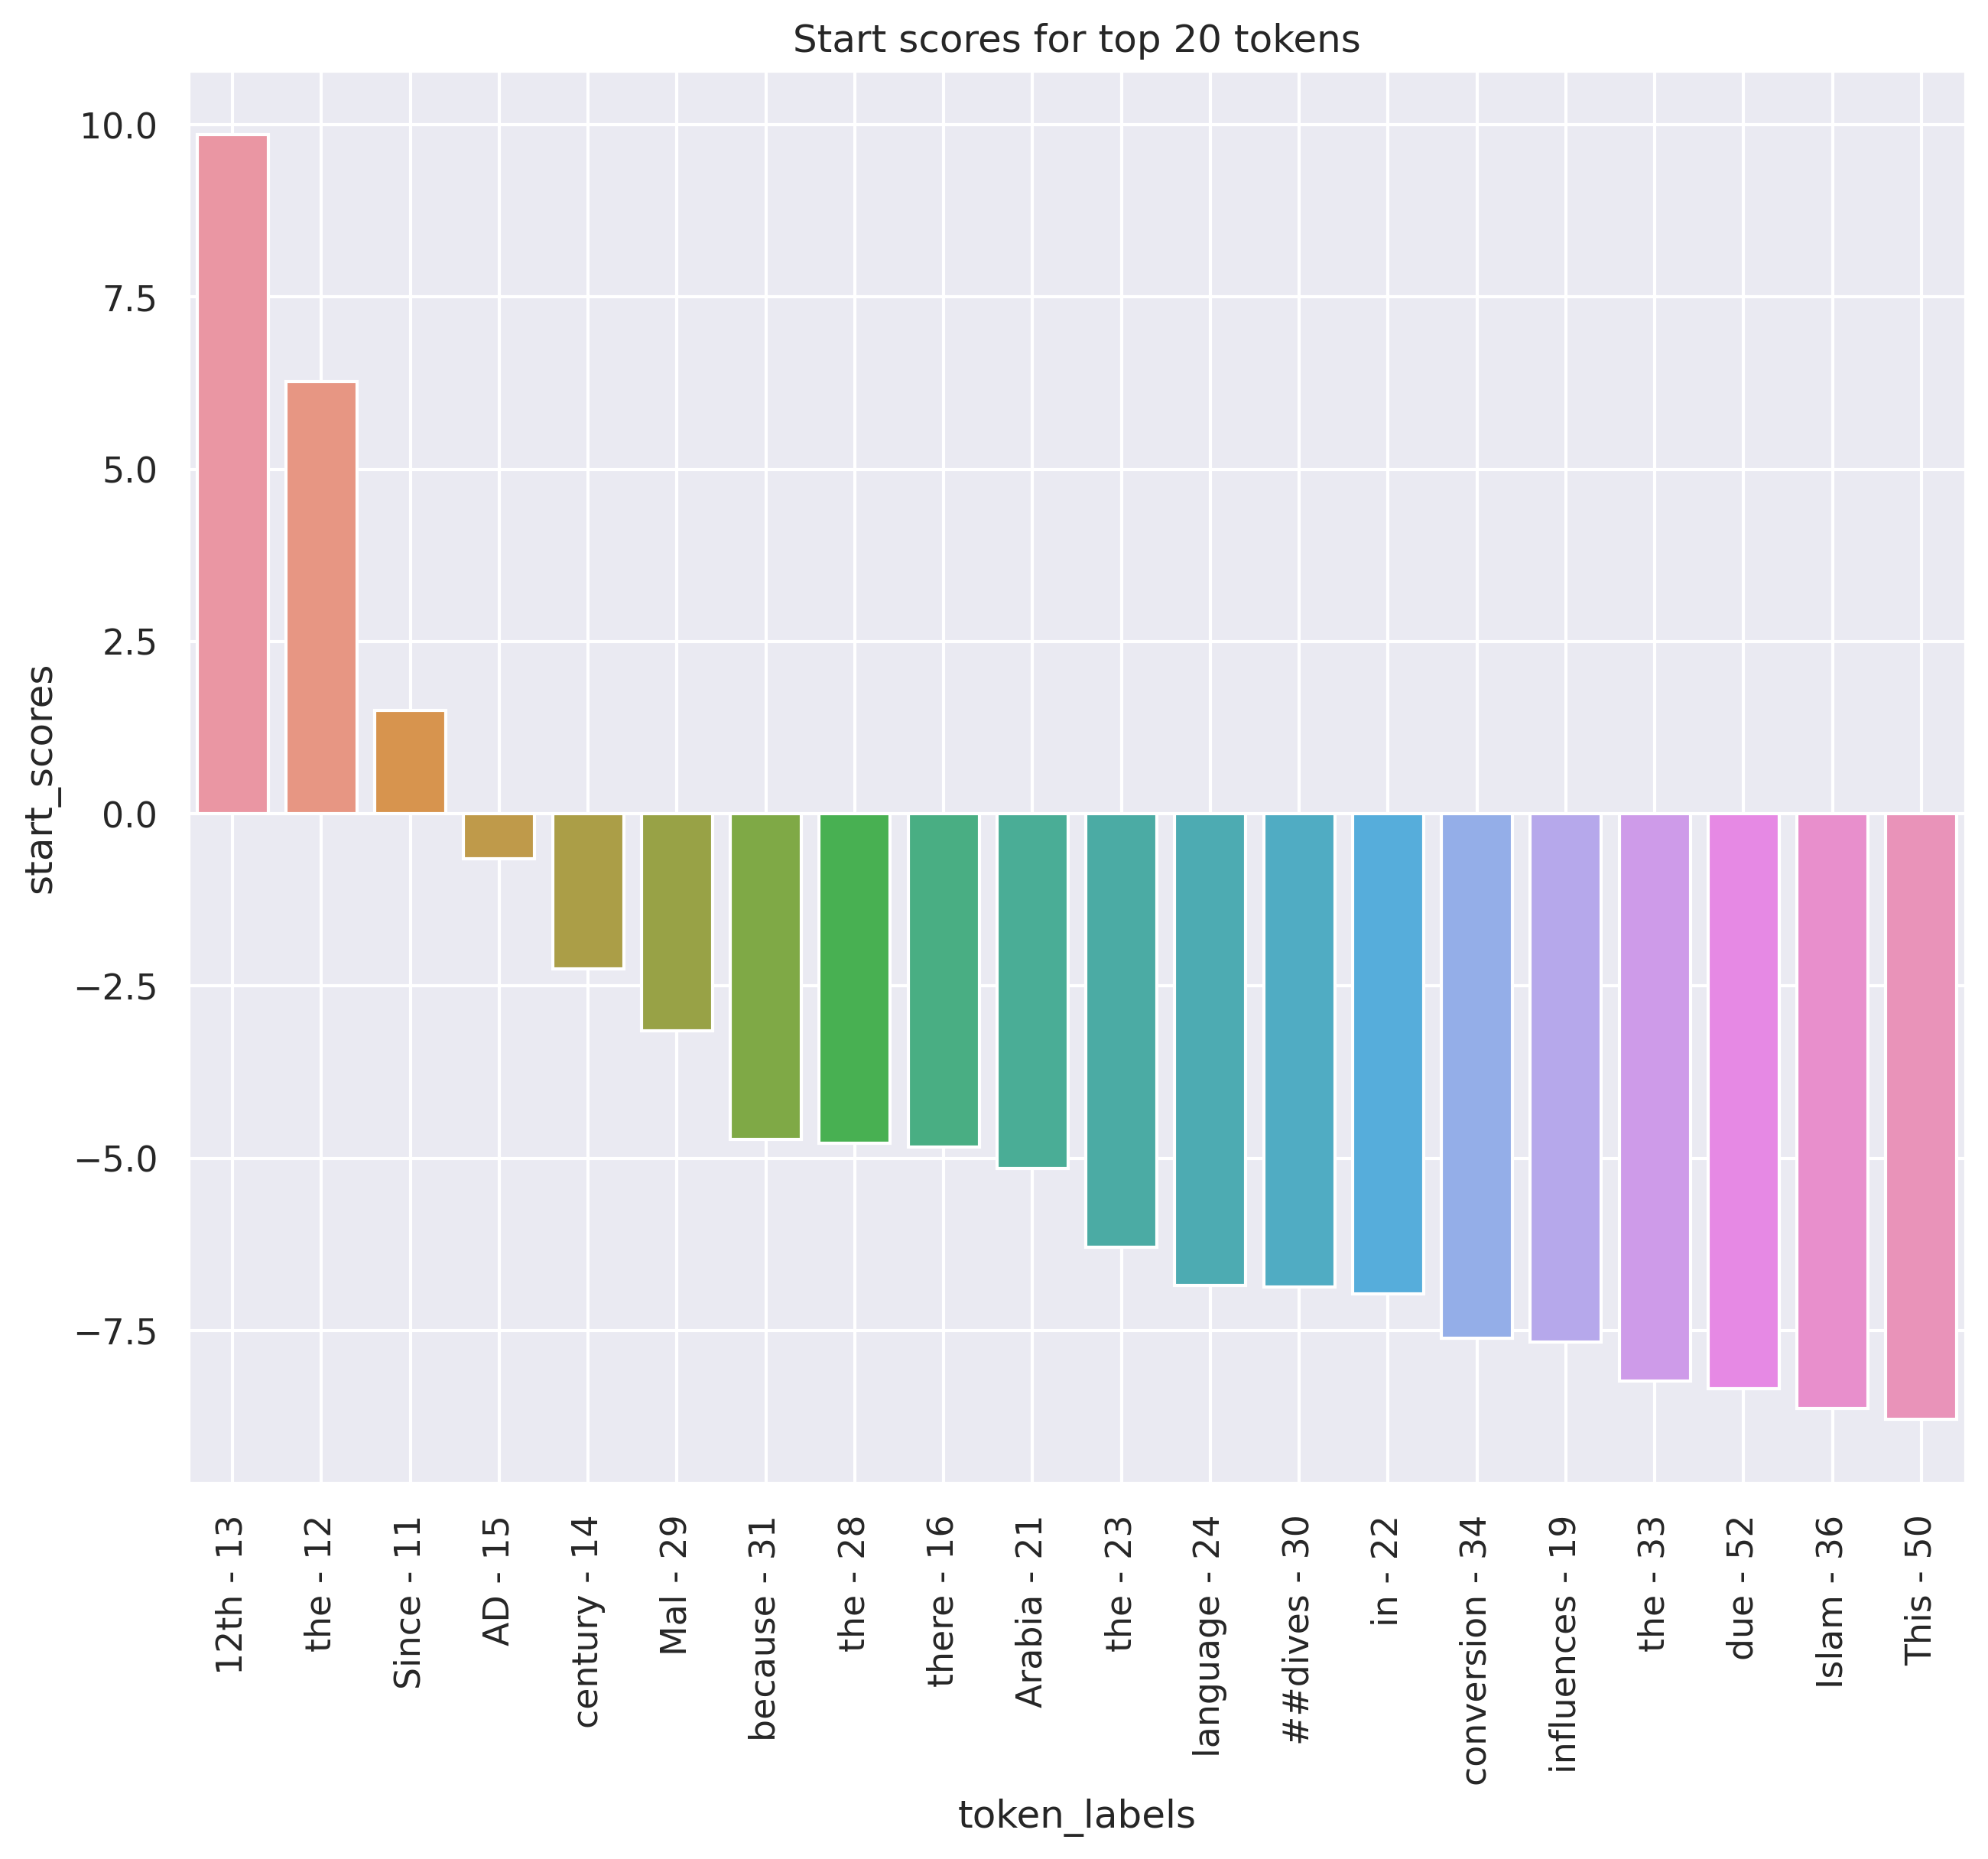 Start scores for top 20 tokens
start_scores
10.0
7.5
5.0
2.5
0.0
−2.5
−5.0
−7.5
12th - 13
the - 12
Since - 11
AD - 15
century - 14
Mal - 29
because - 31
the - 28
there - 16
Arabia - 21
the - 23
language - 24
##dives - 30
in - 22
conversion - 34
influences - 19
the - 33
due - 52
Islam - 36
This - 50
token_labels